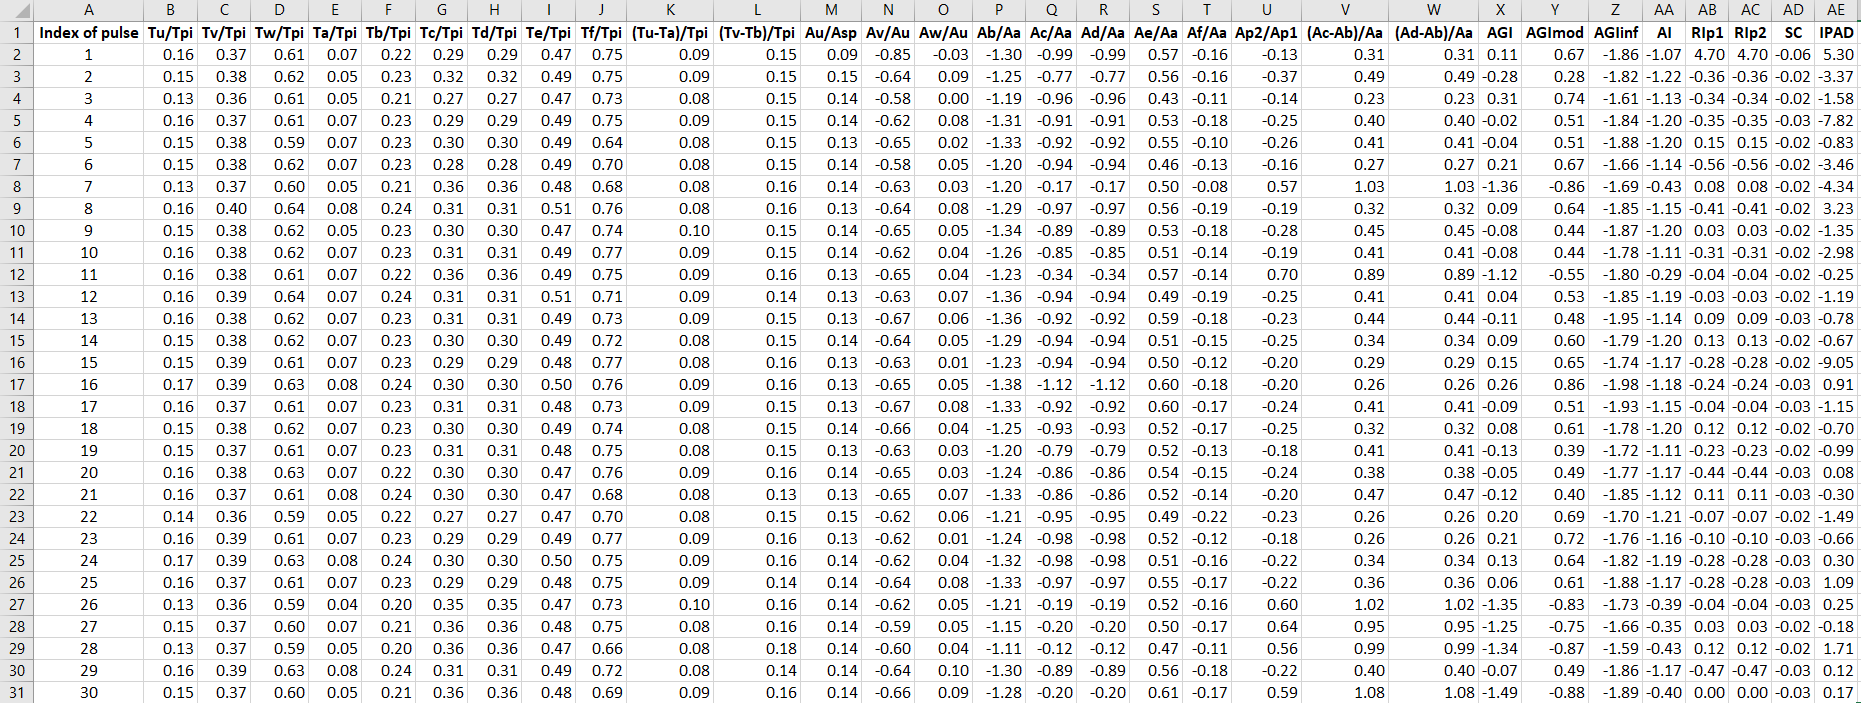 A B C D E F G H I J K L M N O P Q R S T U V W X Y Z AA AB AC AD AE
1 Index of pulse Tu/Tpi Tv/Tpi Tw/Tpi Ta/Tpi Tb/Tpi Tc/Tpi Td/Tpi Te/Tpi Tf/Tpi (Tu-Ta)/Tpi (Tv-Tb)/Tpi Au/Asp Av/Au Aw/Au Ab/Aa Ac/Aa Ad/Aa Ae/Aa Af/Aa Ap2/Ap1 (Ac-Ab)/Aa (Ad-Ab)/Aa AGI AGImod AGIinf AI RIp1 RIp2 SC IPAD
2 1 0.16 0.37 0.61 0.07 0.22 0.29 0.29 0.47 0.75 0.09 0.15 0.09 -0.85 -0.03 -1.30 -0.99 -0.99 0.57 -0.16 -0.13 0.31 0.31 0.11 0.67 -1.86 -1.07 4.70 4.70 -0.06 5.30
3 2 0.15 0.38 0.62 0.05 0.23 0.32 0.32 0.49 0.75 0.08 0.15 0.15 -0.64 0.09 -1.25 -0.77 -0.77 0.56 -0.16 -0.37 0.49 0.49 -0.28 0.28 -1.82 -1.22 -0.36 -0.36 -0.02 -3.37
4 3 0.13 0.36 0.61 0.05 0.21 0.27 0.27 0.47 0.73 0.08 0.15 0.14 -0.58 0.00 -1.19 -0.96 -0.96 0.43 -0.11 -0.14 0.23 0.23 0.31 0.74 -1.61 -1.13 -0.34 -0.34 -0.02 -1.58
5 4 0.16 0.37 0.61 0.07 0.23 0.29 0.29 0.49 0.75 0.09 0.15 0.14 -0.62 0.08 -1.31 -0.91 -0.91 0.53 -0.18 -0.25 0.40 0.40 -0.02 0.51 -1.84 -1.20 -0.35 -0.35 -0.03 -7.82
6 5 0.15 0.38 0.59 0.07 0.23 0.30 0.30 0.49 0.64 0.08 0.15 0.13 -0.65 0.02 -1.33 -0.92 -0.92 0.55 -0.10 -0.26 0.41 0.41 -0.04 0.51 -1.88 -1.20 0.15 0.15 -0.02 -0.83
7 6 0.15 0.38 0.62 0.07 0.23 0.28 0.28 0.49 0.70 0.08 0.15 0.14 -0.58 0.05 -1.20 -0.94 -0.94 0.46 -0.13 -0.16 0.27 0.27 0.21 0.67 -1.66 -1.14 -0.56 -0.56 -0.02 -3.46
8 7 0.13 0.37 0.60 0.05 0.21 0.36 0.36 0.48 0.68 0.08 0.16 0.14 -0.63 0.03 -1.20 -0.17 -0.17 0.50 -0.08 0.57 1.03 1.03 -1.36 -0.86 -1.69 -0.43 0.08 0.08 -0.02 -4.34
9 8 0.16 0.40 0.64 0.08 0.24 0.31 0.31 0.51 0.76 0.08 0.16 0.13 -0.64 0.08 -1.29 -0.97 -0.97 0.56 -0.19 -0.19 0.32 0.32 0.09 0.64 -1.85 -1.15 -0.41 -0.41 -0.02 3.23
10 9 0.15 0.38 0.62 0.05 0.23 0.30 0.30 0.47 0.74 0.10 0.15 0.14 -0.65 0.05 -1.34 -0.89 -0.89 0.53 -0.18 -0.28 0.45 0.45 -0.08 0.44 -1.87 -1.20 0.03 0.03 -0.02 -1.35
11 10 0.16 0.38 0.62 0.07 0.23 0.31 0.31 0.49 0.77 0.09 0.15 0.14 -0.62 0.04 -1.26 -0.85 -0.85 0.51 -0.14 -0.19 0.41 0.41 -0.08 0.44 -1.78 -1.11 -0.31 -0.31 -0.02 -2.98
12 11 0.16 0.38 0.61 0.07 0.22 0.36 0.36 0.49 0.75 0.09 0.16 0.13 -0.65 0.04 -1.23 -0.34 -0.34 0.57 -0.14 0.70 0.89 0.89 -1.12 -0.55 -1.80 -0.29 -0.04 -0.04 -0.02 -0.25
13 12 0.16 0.39 0.64 0.07 0.24 0.31 0.31 0.51 0.71 0.09 0.14 0.13 -0.63 0.07 -1.36 -0.94 -0.94 0.49 -0.19 -0.25 0.41 0.41 0.04 0.53 -1.85 -1.19 -0.03 -0.03 -0.02 -1.19
14 13 0.16 0.38 0.62 0.07 0.23 0.31 0.31 0.49 0.73 0.09 0.15 0.13 -0.67 0.06 -1.36 -0.92 -0.92 0.59 -0.18 -0.23 0.44 0.44 -0.11 0.48 -1.95 -1.14 0.09 0.09 -0.03 -0.78
15 14 0.15 0.38 0.62 0.07 0.23 0.30 0.30 0.49 0.72 0.08 0.15 0.14 -0.64 0.05 -1.29 -0.94 -0.94 0.51 -0.15 -0.25 0.34 0.34 0.09 0.60 -1.79 -1.20 0.13 0.13 -0.02 -0.67
16 15 0.15 0.39 0.61 0.07 0.23 0.29 0.29 0.48 0.77 0.08 0.16 0.13 -0.63 0.01 -1.23 -0.94 -0.94 0.50 -0.12 -0.20 0.29 0.29 0.15 0.65 -1.74 -1.17 -0.28 -0.28 -0.02 -9.05
17 16 0.17 0.39 0.63 0.08 0.24 0.30 0.30 0.50 0.76 0.09 0.16 0.13 -0.65 0.05 -1.38 -1.12 -1.12 0.60 -0.18 -0.20 0.26 0.26 0.26 0.86 -1.98 -1.18 -0.24 -0.24 -0.03 0.91
18 17 0.16 0.37 0.61 0.07 0.23 0.31 0.31 0.48 0.73 0.09 0.15 0.13 -0.67 0.08 -1.33 -0.92 -0.92 0.60 -0.17 -0.24 0.41 0.41 -0.09 0.51 -1.93 -1.15 -0.04 -0.04 -0.03 -1.15
19 18 0.15 0.38 0.62 0.07 0.23 0.30 0.30 0.49 0.74 0.08 0.15 0.14 -0.66 0.04 -1.25 -0.93 -0.93 0.52 -0.17 -0.25 0.32 0.32 0.08 0.61 -1.78 -1.20 0.12 0.12 -0.02 -0.70
20 19 0.15 0.37 0.61 0.07 0.23 0.31 0.31 0.48 0.75 0.08 0.15 0.13 -0.63 0.03 -1.20 -0.79 -0.79 0.52 -0.13 -0.18 0.41 0.41 -0.13 0.39 -1.72 -1.11 -0.23 -0.23 -0.02 -0.99
21 20 0.16 0.38 0.63 0.07 0.22 0.30 0.30 0.47 0.76 0.09 0.16 0.14 -0.65 0.03 -1.24 -0.86 -0.86 0.54 -0.15 -0.24 0.38 0.38 -0.05 0.49 -1.77 -1.17 -0.44 -0.44 -0.03 0.08
22 21 0.16 0.37 0.61 0.08 0.24 0.30 0.30 0.47 0.68 0.08 0.13 0.13 -0.65 0.07 -1.33 -0.86 -0.86 0.52 -0.14 -0.20 0.47 0.47 -0.12 0.40 -1.85 -1.12 0.11 0.11 -0.03 -0.30
23 22 0.14 0.36 0.59 0.05 0.22 0.27 0.27 0.47 0.70 0.08 0.15 0.15 -0.62 0.06 -1.21 -0.95 -0.95 0.49 -0.22 -0.23 0.26 0.26 0.20 0.69 -1.70 -1.21 -0.07 -0.07 -0.02 -1.49
24 23 0.16 0.39 0.61 0.07 0.23 0.29 0.29 0.49 0.77 0.09 0.16 0.13 -0.62 0.01 -1.24 -0.98 -0.98 0.52 -0.12 -0.18 0.26 0.26 0.21 0.72 -1.76 -1.16 -0.10 -0.10 -0.03 -0.66
25 24 0.17 0.39 0.63 0.08 0.24 0.30 0.30 0.50 0.75 0.09 0.15 0.14 -0.62 0.04 -1.32 -0.98 -0.98 0.51 -0.16 -0.22 0.34 0.34 0.13 0.64 -1.82 -1.19 -0.28 -0.28 -0.03 0.30
26 25 0.16 0.37 0.61 0.07 0.23 0.29 0.29 0.48 0.75 0.09 0.14 0.14 -0.64 0.08 -1.33 -0.97 -0.97 0.55 -0.17 -0.22 0.36 0.36 0.06 0.61 -1.88 -1.17 -0.28 -0.28 -0.03 1.09
27 26 0.13 0.36 0.59 0.04 0.20 0.35 0.35 0.47 0.73 0.10 0.16 0.14 -0.62 0.05 -1.21 -0.19 -0.19 0.52 -0.16 0.60 1.02 1.02 -1.35 -0.83 -1.73 -0.39 -0.04 -0.04 -0.03 0.25
28 27 0.15 0.37 0.60 0.07 0.21 0.36 0.36 0.48 0.75 0.08 0.16 0.14 -0.59 0.05 -1.15 -0.20 -0.20 0.50 -0.17 0.64 0.95 0.95 -1.25 -0.75 -1.66 -0.35 0.03 0.03 -0.02 -0.18
29 28 0.13 0.37 0.59 0.05 0.20 0.36 0.36 0.47 0.66 0.08 0.18 0.14 -0.60 0.04 -1.11 -0.12 -0.12 0.47 -0.11 0.56 0.99 0.99 -1.34 -0.87 -1.59 -0.43 0.12 0.12 -0.02 1.71
30 29 0.16 0.39 0.63 0.08 0.24 0.31 0.31 0.49 0.72 0.08 0.14 0.14 -0.64 0.10 -1.30 -0.89 -0.89 0.56 -0.18 -0.22 0.40 0.40 -0.07 0.49 -1.86 -1.17 -0.47 -0.47 -0.03 0.12
31 30 0.15 0.37 0.60 0.05 0.21 0.36 0.36 0.48 0.69 0.09 0.16 0.14 -0.66 0.09 -1.28 -0.20 -0.20 0.61 -0.17 0.59 1.08 1.08 -1.49 -0.88 -1.89 -0.40 0.00 0.00 -0.03 0.17